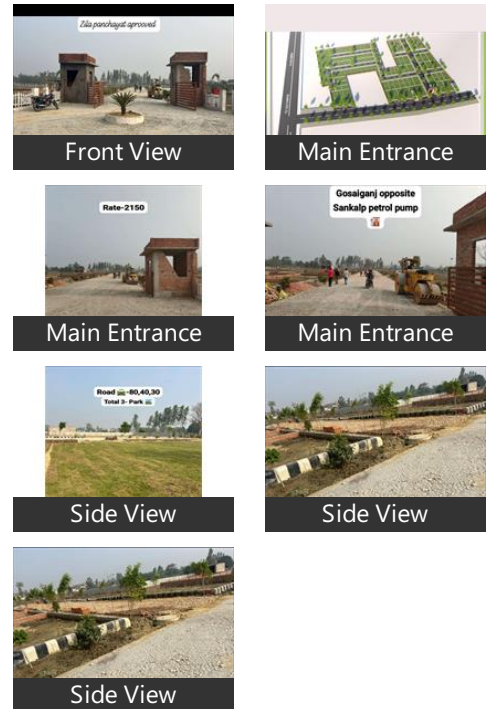 Zila panchayat aprooved
Front View
Main Entrance
Rate-2150
Main Entrance
Gosaiganj opposite
Sankalp petrol pump
Main Entrance
Road 🛣️-80,40,30
Total 3- Park 🏞️
Side View
Side View
Side View